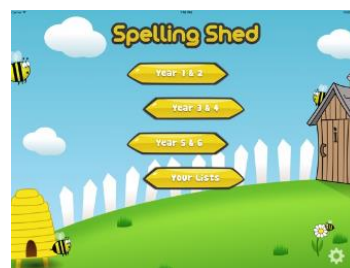 Spelling Shed
Year 1 & 2
Year 3 & 4
Year 5 & 6
Your Lists